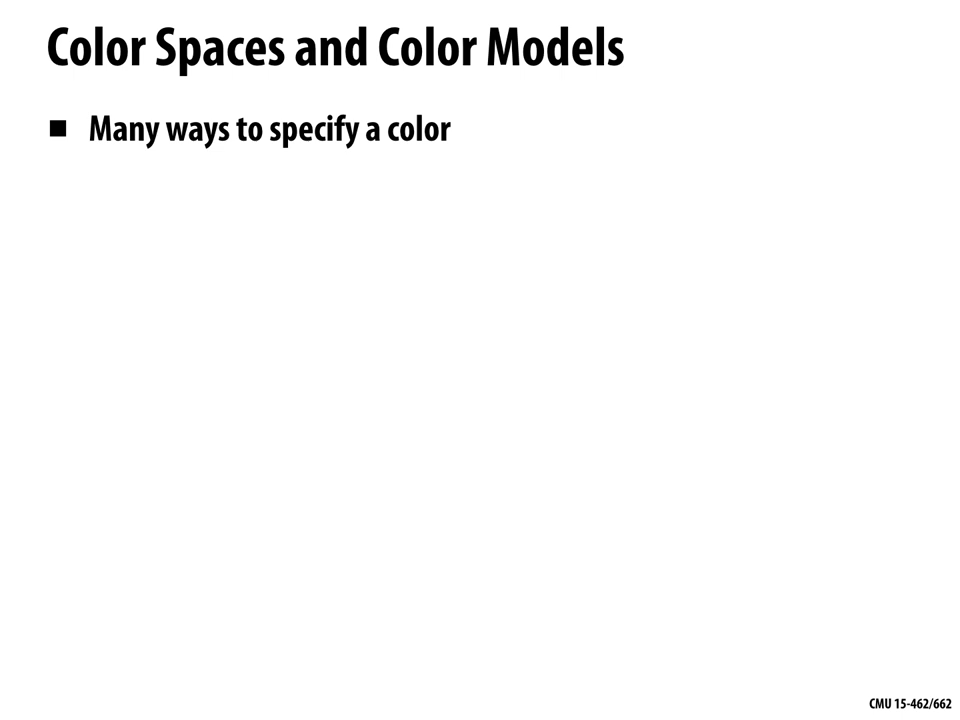 Color Spaces and Color Models
■ Many ways to specify a color
CMU 15-462/662